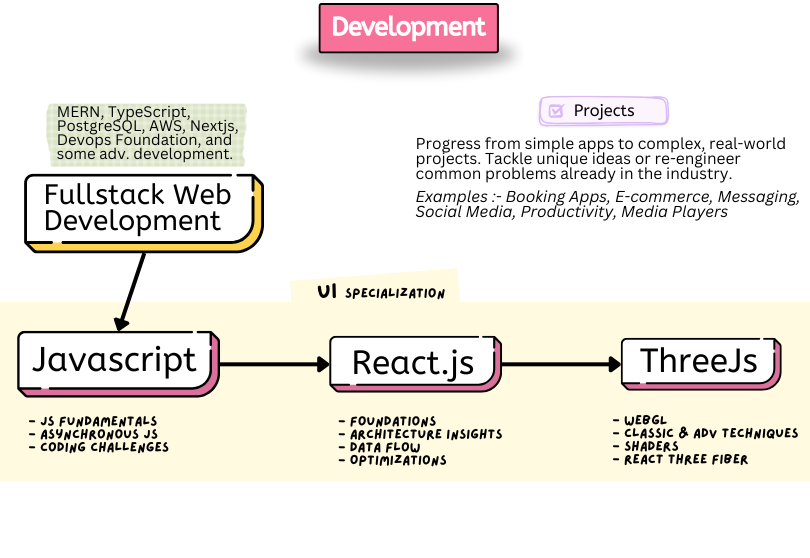 Development
MERN, TypeScript,
PostgreSQL, AWS, Nextjs,
Devops Foundation, and
some adv. development.
Fullstack Web
Development
Projects
Progress from simple apps to complex, real-world
projects. Tackle unique ideas or re-engineer
common problems already in the industry.
Examples :- Booking Apps, E-commerce, Messaging,
Social Media, Productivity, Media Players
UI SPECIALIZATION
Javascript
- JS FUNDAMENTALS
- ASYNCHRONOUS JS
- CODING CHALLENGES
React.js
- FOUNDATIONS
- ARCHITECTURE INSIGHTS
- DATA FLOW
- OPTIMIZATIONS
ThreeJs
- WEBGL
- CLASSIC & ADV TECHNIQUES
- SHADERS
- REACT THREE FIBER